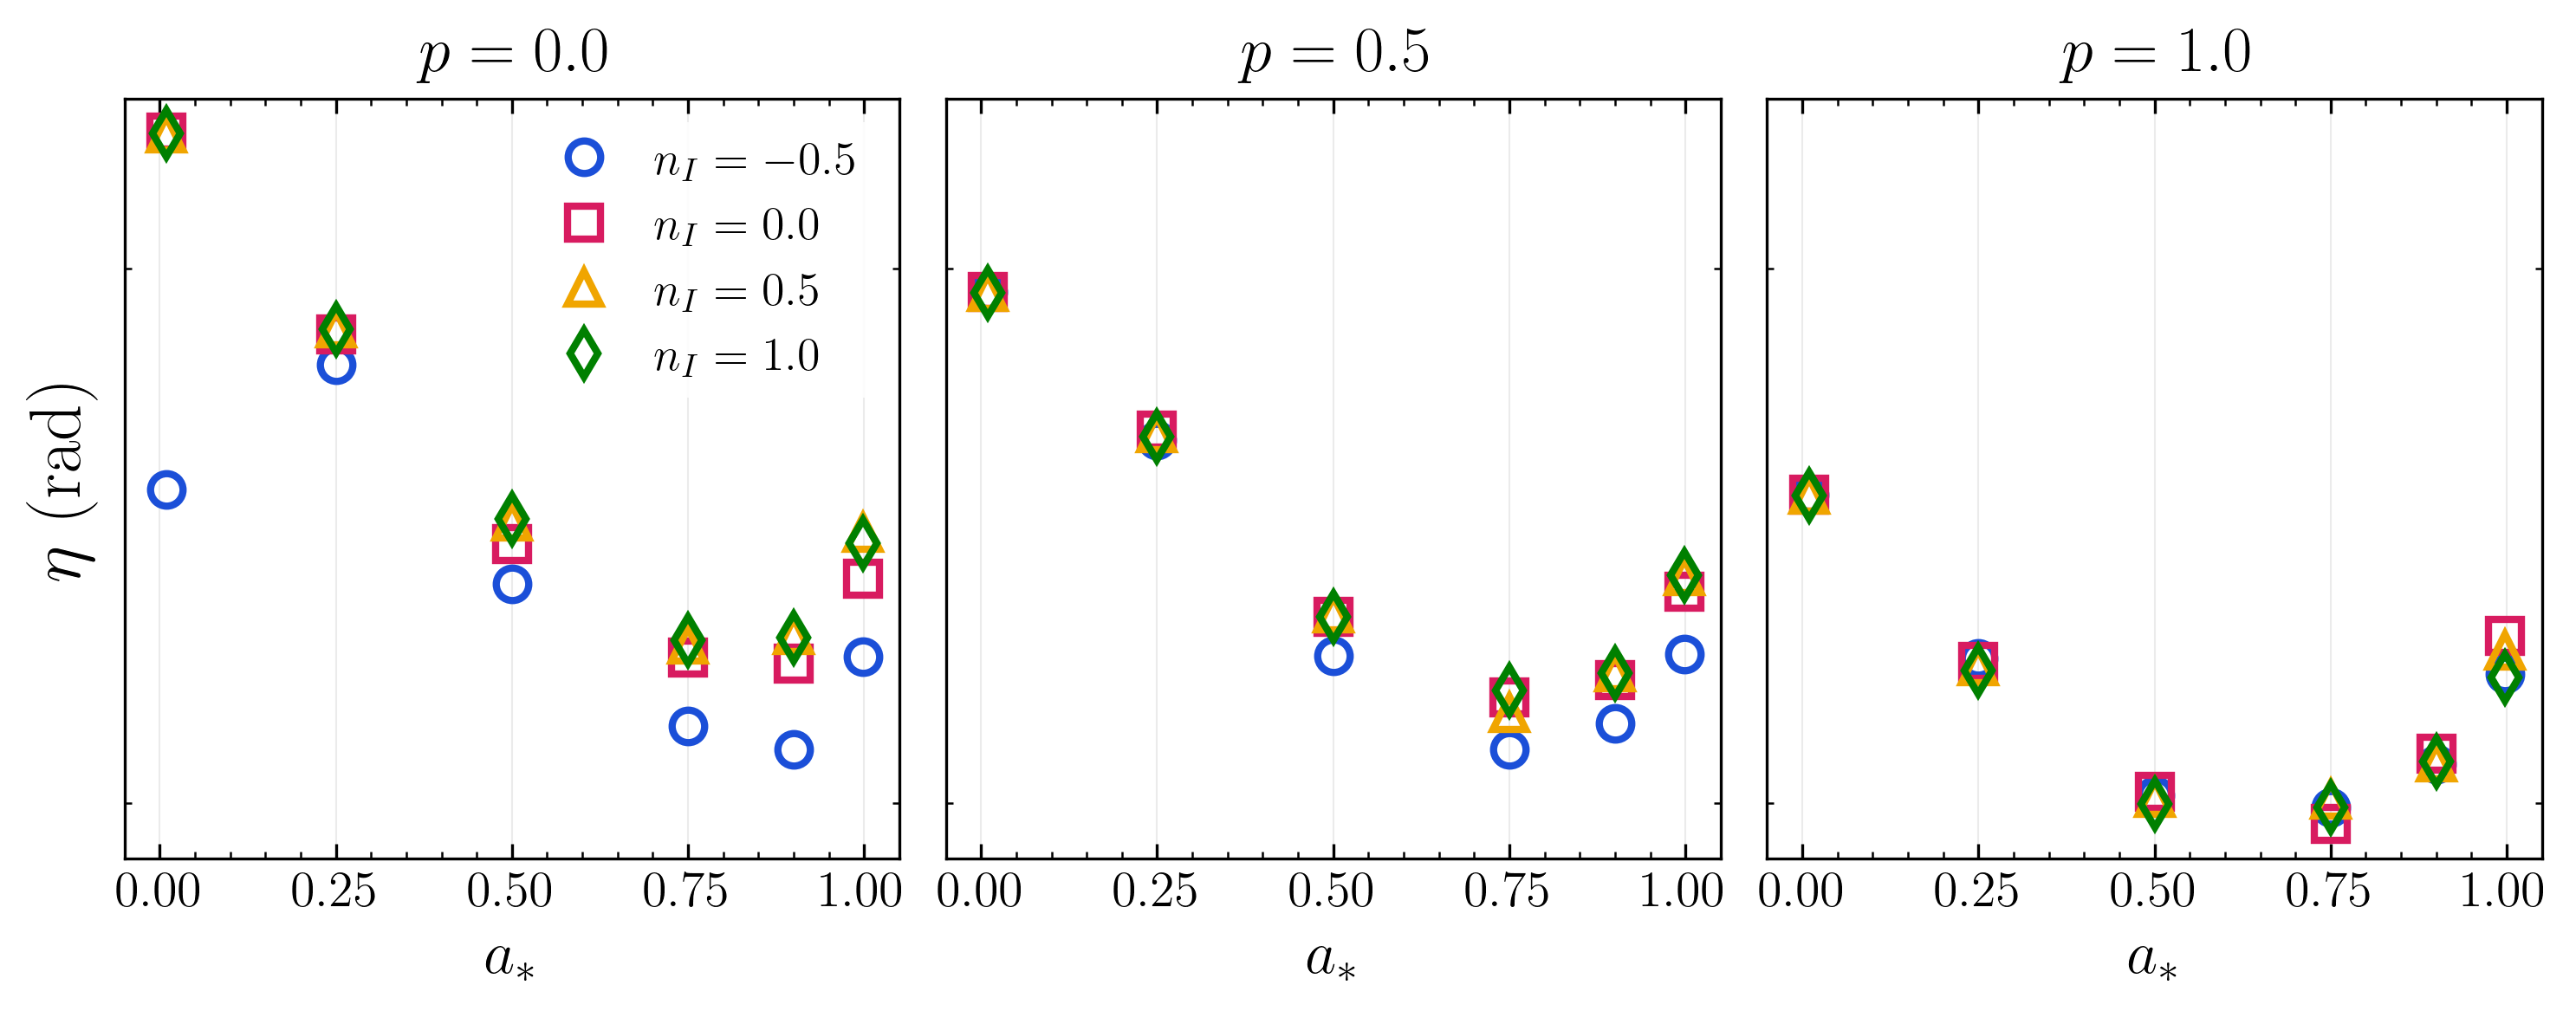 p = 0.0
p = 0.5
p = 1.0
n_I = −0.5
n_I = 0.0
n_I = 0.5
n_I = 1.0
η (rad)
0.00 0.25 0.50 0.75 1.00
0.00 0.25 0.50 0.75 1.00
0.00 0.25 0.50 0.75 1.00
a_*
a_*
a_*